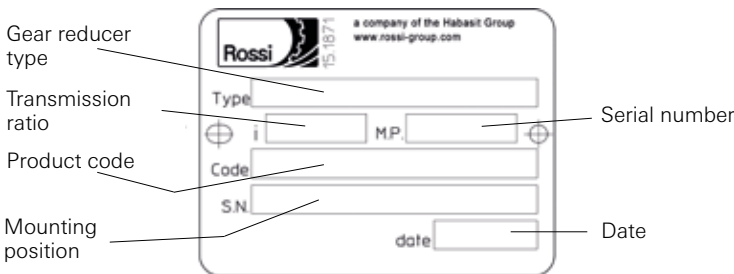 Gear reducer
type
Transmission
ratio
Product code
Mounting
position
Rossi
15.1871
a company of the Habasit Group
www.rossi-group.com
Type
i
M.P.
Code
S.N.
date
Serial number
Date